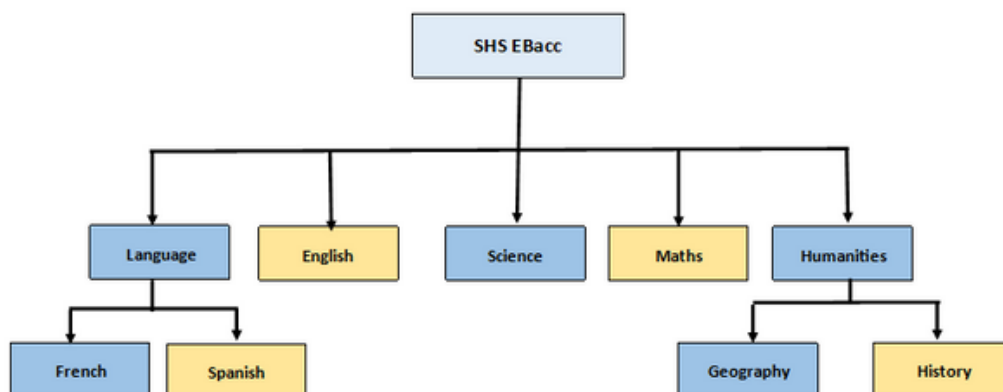 SHS EBacc
Language
English
Science
Maths
Humanities
French
Spanish
Geography
History